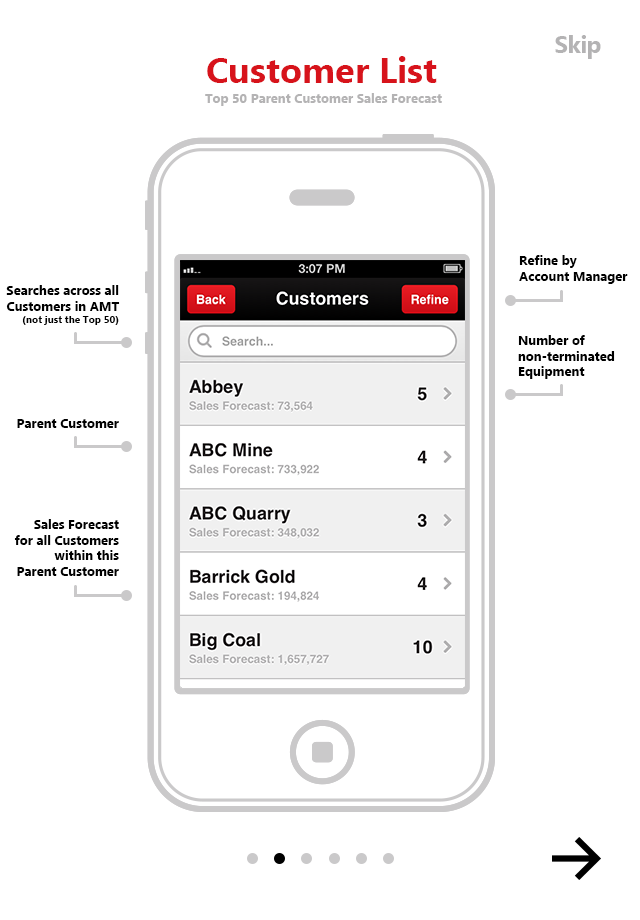 Skip
Customer List
Top 50 Parent Customer Sales Forecast
Searches across all
Customers in AMT
(not just the Top 50)
Parent Customer
Sales Forecast
for all Customers
within this
Parent Customer
3:07 PM
Back
Customers
Refine
Search...
Abbey
Sales Forecast: 73,564
5
ABC Mine
Sales Forecast: 733,922
4
ABC Quarry
Sales Forecast: 348,032
3
Barrick Gold
Sales Forecast: 194,824
4
Big Coal
Sales Forecast: 1,657,727
10
Refine by
Account Manager
Number of
non-terminated
Equipment